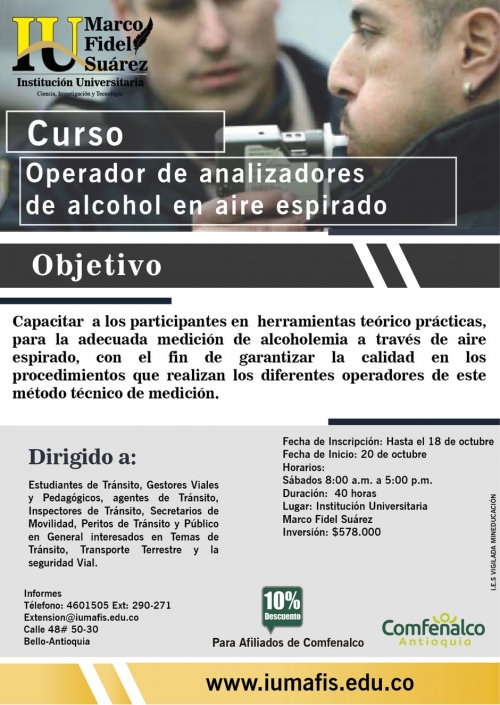 IU Marco
Fidel
Suárez
Institución Universitaria
Ciencia, Investigación y Tecnología
Curso
Operador de analizadores
de alcohol en aire espirado
Objetivo
Capacitar a los participantes en herramientas teórico prácticas,
para la adecuada medición de alcoholemia a través de aire
espirado, con el fin de garantizar la calidad en los
procedimientos que realizan los diferentes operadores de este
método técnico de medición.
Dirigido a:
Estudiantes de Tránsito, Gestores Viales
y Pedagógicos, agentes de Tránsito,
Inspectores de Tránsito, Secretarios de
Movilidad, Peritos de Tránsito y Público
en General interesados en Temas de
Tránsito, Transporte Terrestre y la
seguridad Vial.
Fecha de Inscripción: Hasta el 18 de octubre
Fecha de Inicio: 20 de octubre
Horarios:
Sábados 8:00 a.m. a 5:00 p.m.
Duración: 40 horas
Lugar: Institución Universitaria
Marco Fidel Suárez
Inversión: $578.000
I.E.S VIGILADA MINEDUCACIÓN
Informes
Télefono: 4601505 Ext: 290-271
Extension@iumafis.edu.co
Calle 48# 50-30
Bello-Antioquia
10%
Descuento
Para Afiliados de Comfenalco
Comfenalco
Antioquia
www.iumafis.edu.co